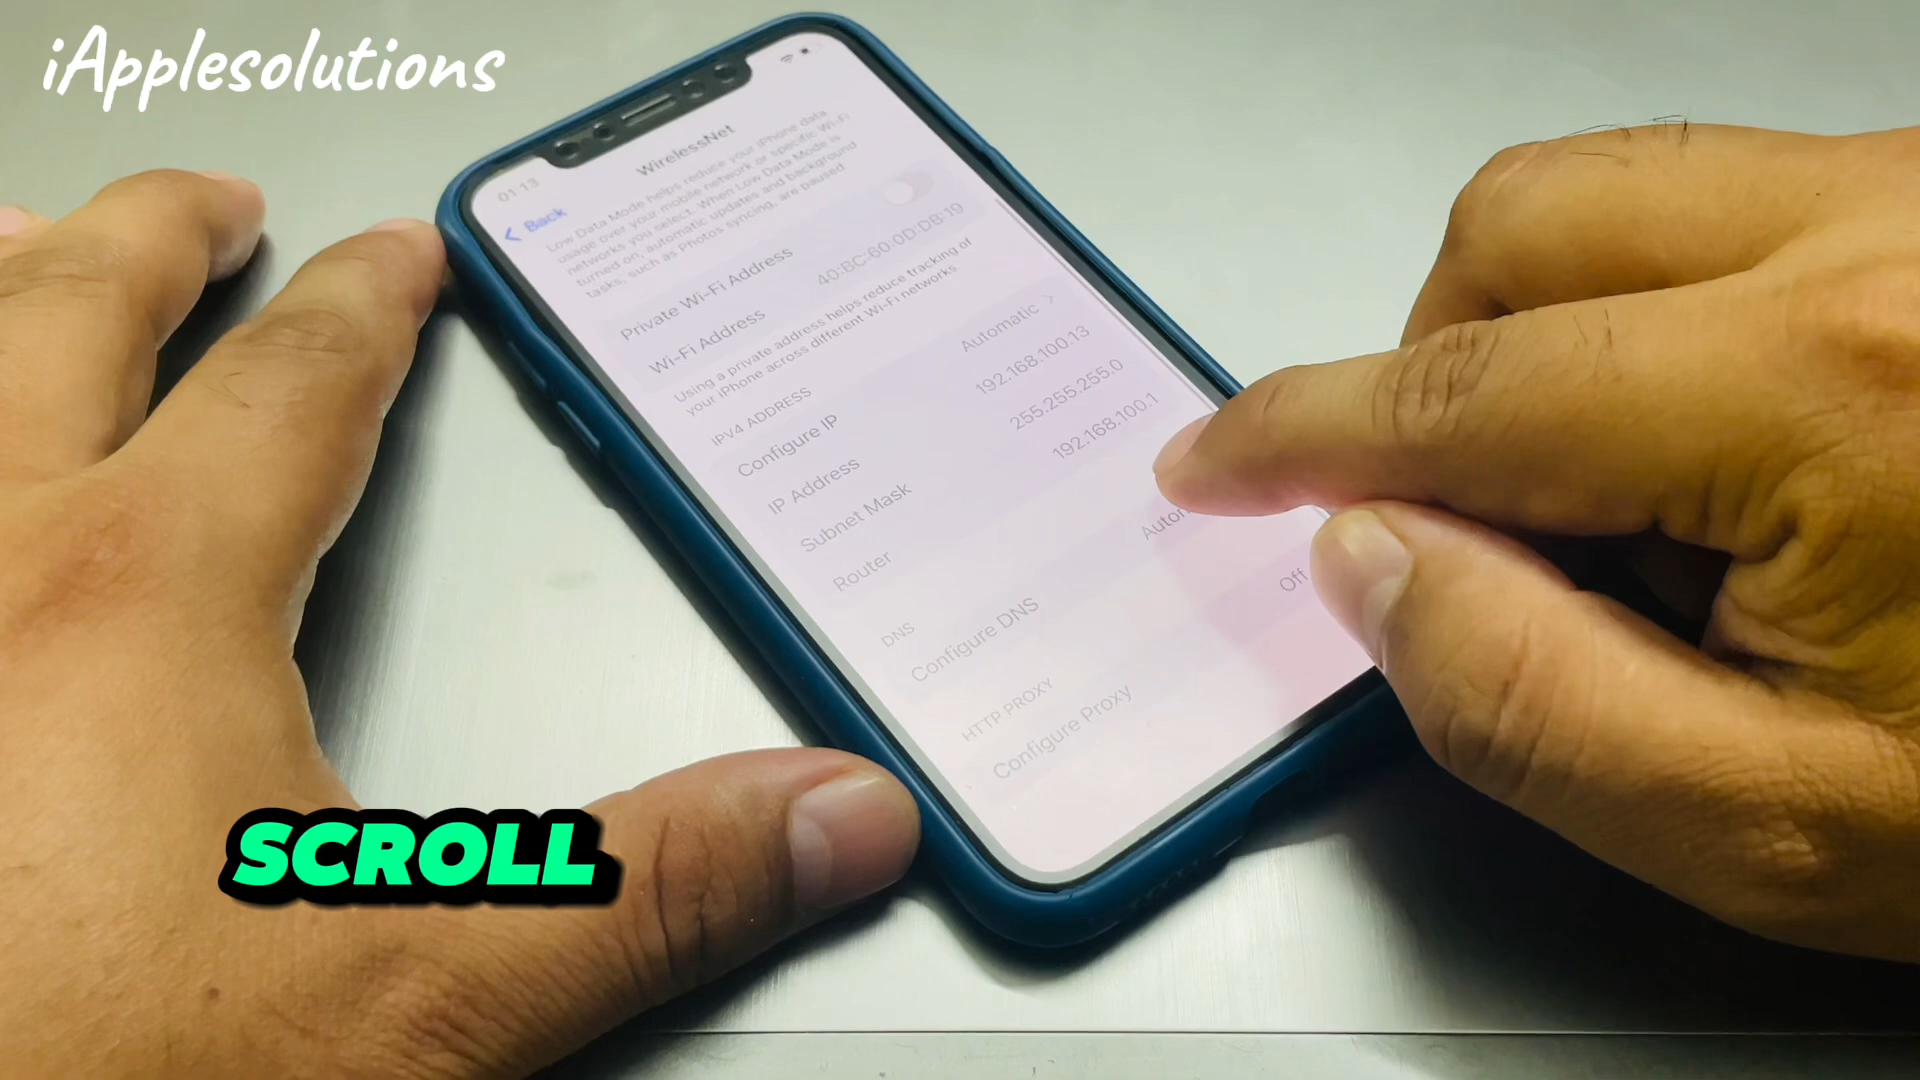 iApplesolutions
01:13
WirelessNet
Back
Low Data Mode helps reduce your iPhone data
usage over your mobile network or specific Wi-Fi
networks you select. When Low Data Mode is
turned on, automatic updates and background
tasks, such as Photos syncing, are paused
Private Wi-Fi Address
Wi-Fi Address 40:BC:60:0D:DB:19
Using a private address helps reduce tracking of
your iPhone across different Wi-Fi networks
IPV4 ADDRESS
Configure IP Automatic
IP Address 192.168.100.13
Subnet Mask 255.255.255.0
Router 192.168.100.1
DNS
Configure DNS
HTTP PROXY
Configure Proxy Off
SCROLL